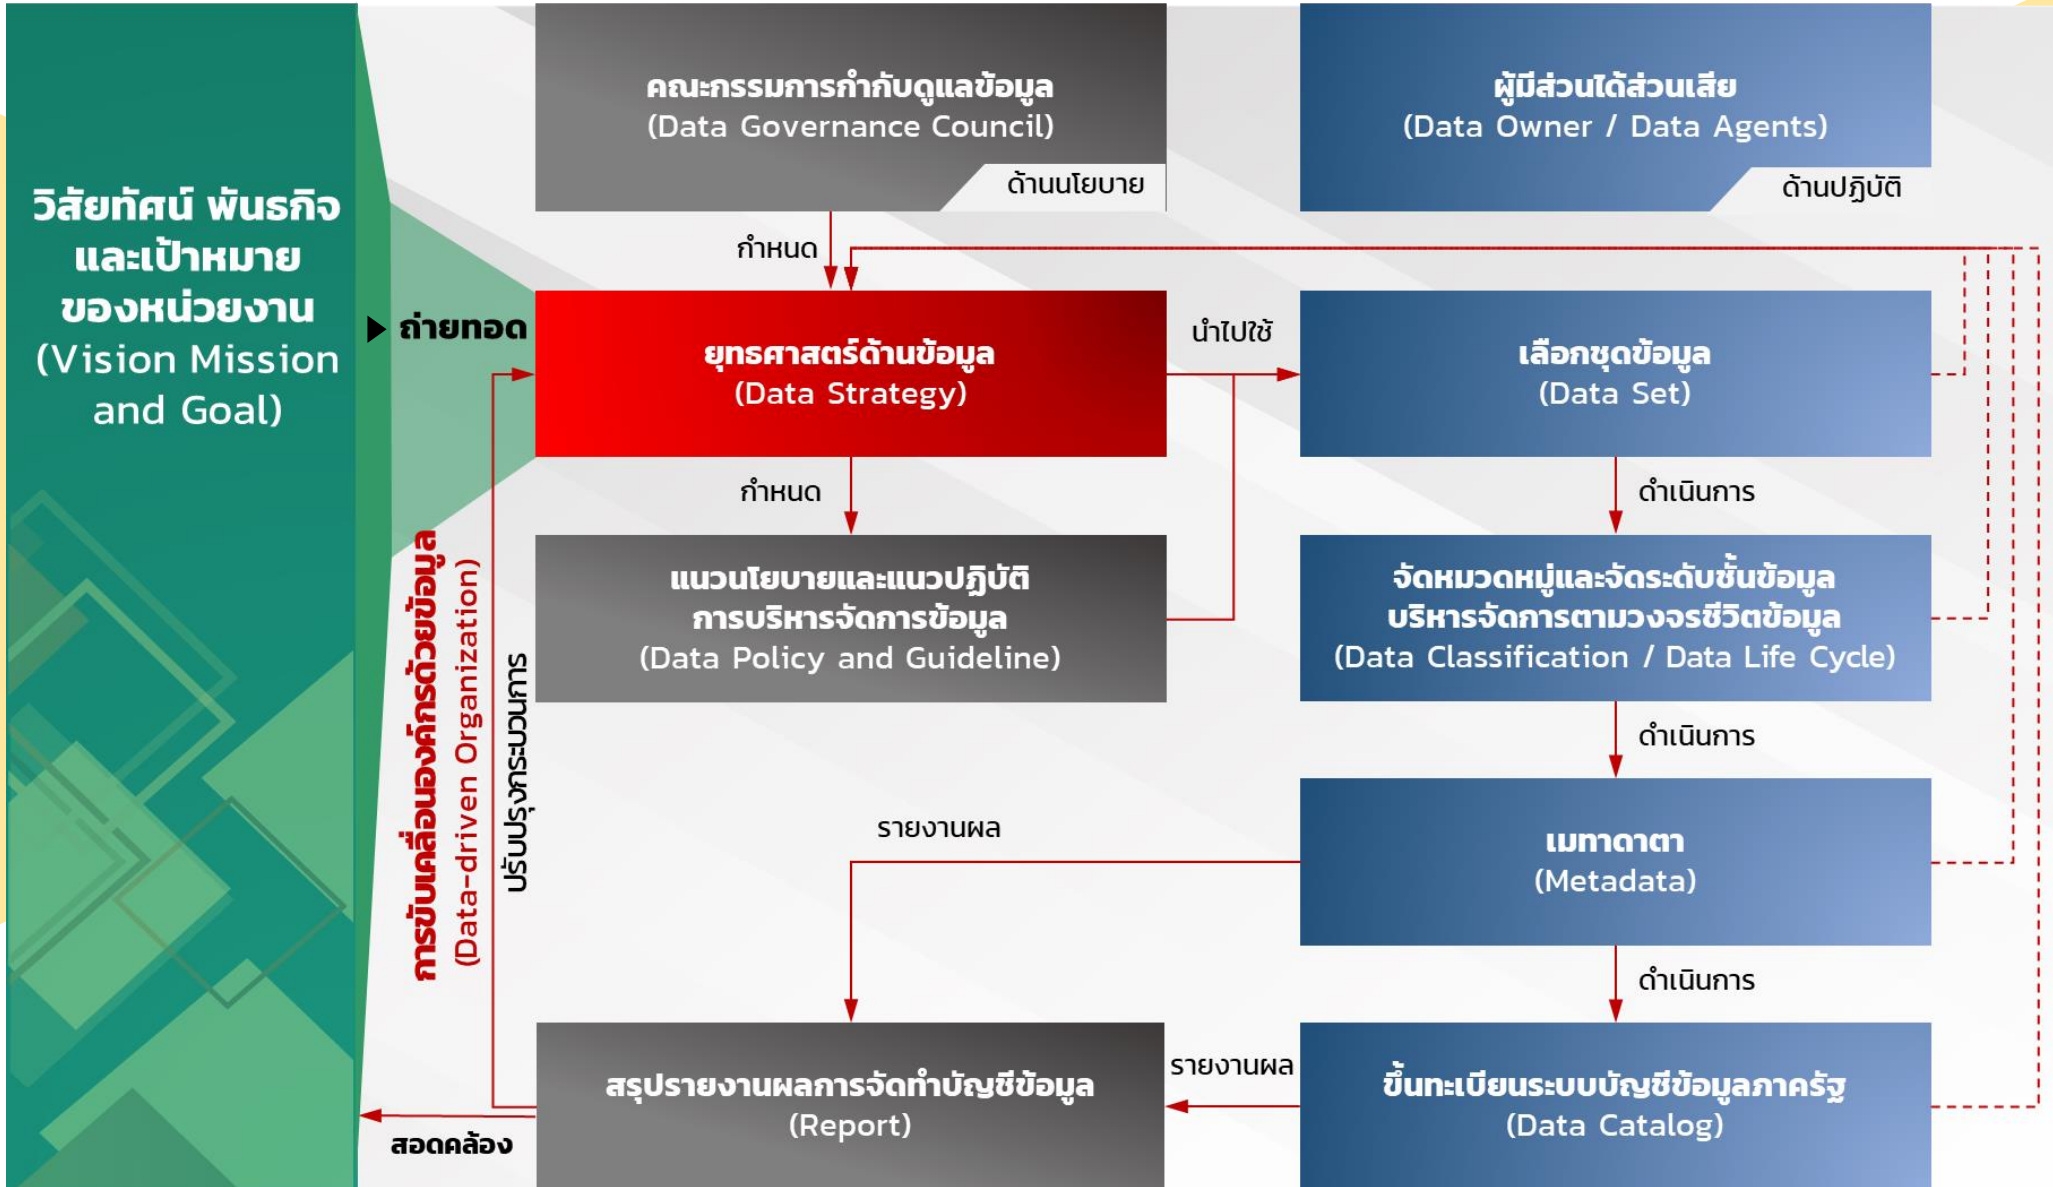 วิสัยทัศน์ พันธกิจ
และเป้าหมาย
ของหน่วยงาน
(Vision Mission
and Goal)
ถ่ายทอด
คณะกรรมการกำกับดูแลข้อมูล
(Data Governance Council)
ด้านนโยบาย
ผู้มีส่วนได้ส่วนเสีย
(Data Owner / Data Agents)
ด้านปฏิบัติ
กำหนด
ยุทธศาสตร์ด้านข้อมูล
(Data Strategy)
นำไปใช้
เลือกชุดข้อมูล
(Data Set)
กำหนด
ดำเนินการ
แนวนโยบายและแนวปฏิบัติ
การบริหารจัดการข้อมูล
(Data Policy and Guideline)
จัดหมวดหมู่และจัดระดับชั้นข้อมูล
บริหารจัดการตามวงจรชีวิตข้อมูล
(Data Classification / Data Life Cycle)
การขับเคลื่อนองค์กรด้วยข้อมูล
(Data-driven Organization)
ปรับปรุงกระบวนการ
ดำเนินการ
รายงานผล
เมทาดาตา
(Metadata)
ดำเนินการ
สรุปรายงานผลการจัดทำบัญชีข้อมูล
(Report)
รายงานผล
ขึ้นทะเบียนระบบบัญชีข้อมูลภาครัฐ
(Data Catalog)
สอดคล้อง